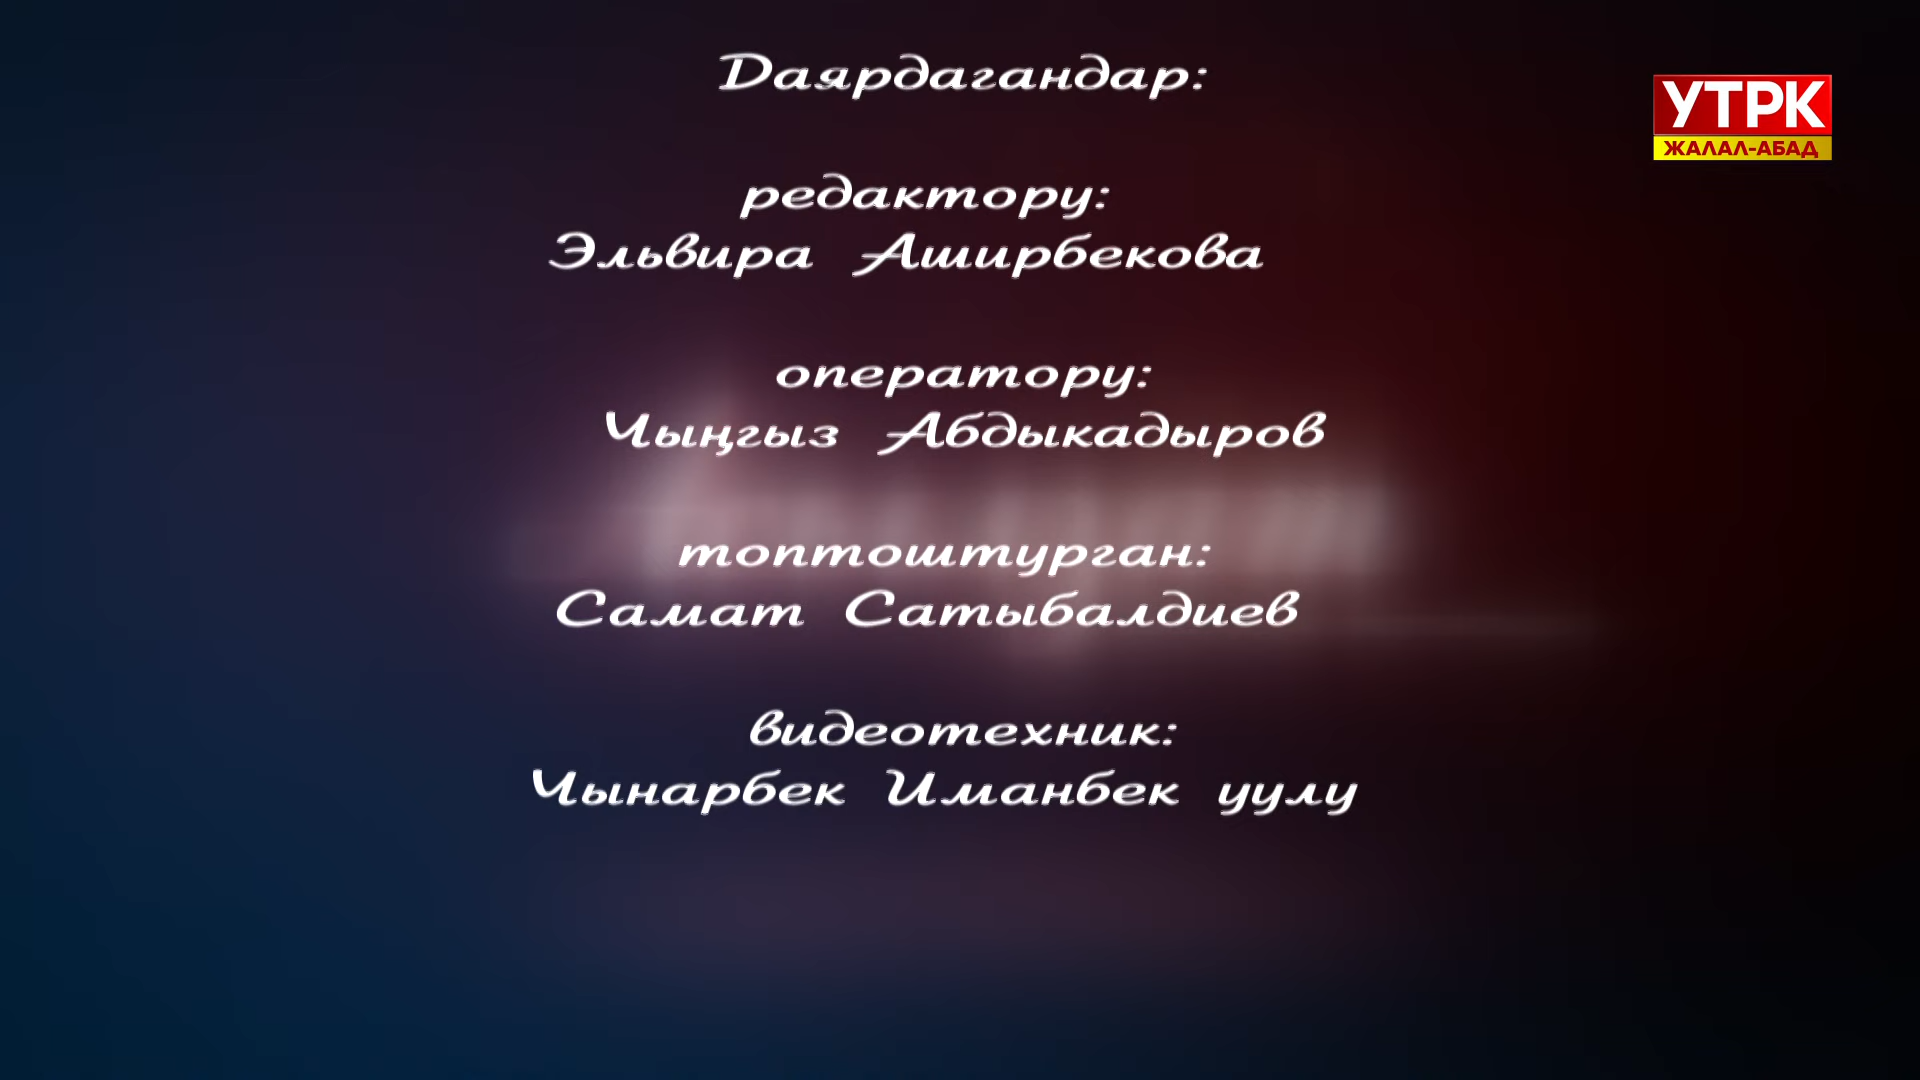 Даярдагандар:
УТРК
ЖАЛАЛ-АБАД
редактору:
Эльвира Аширбекова
оператору:
Чыңгыз Абдыкадыров
топтоштурган:
Самат Сатыбалдиев
видеотехник:
Чынарбек Иманбек уулу